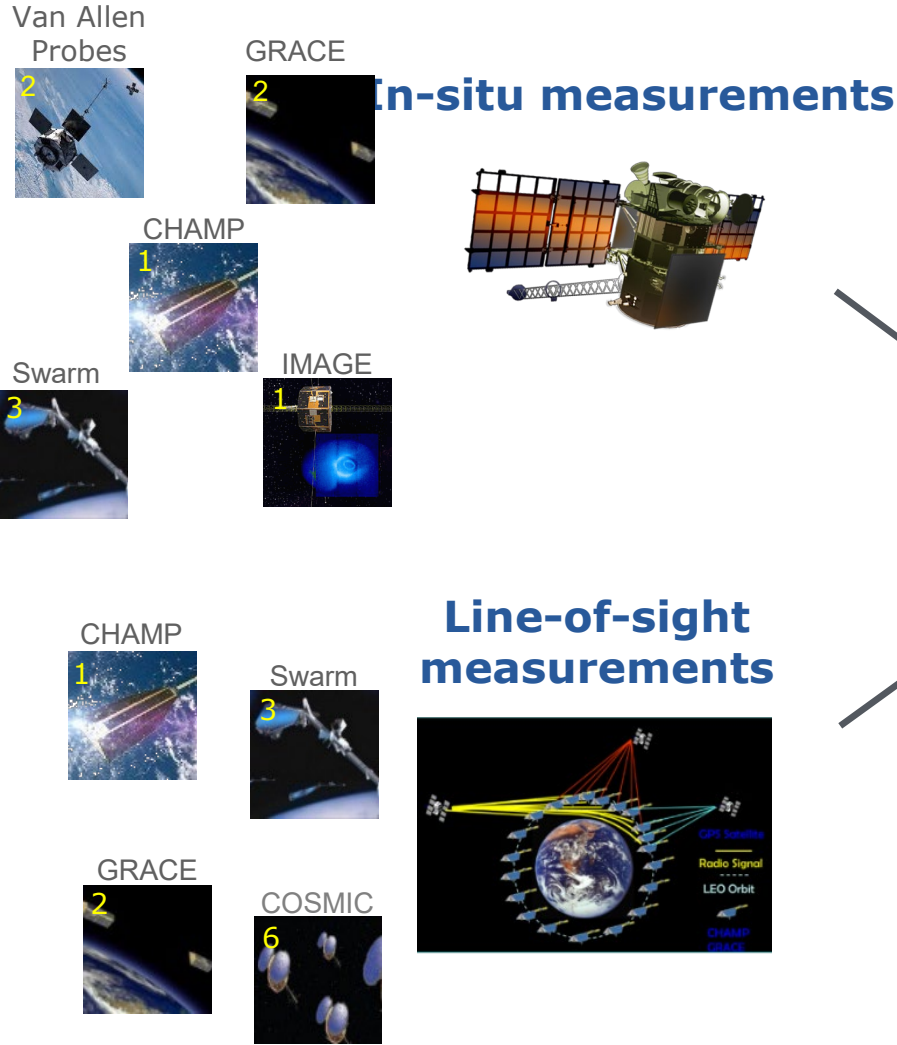 Van Allen
Probes
2
GRACE
2
In-situ measurements
CHAMP
1
Swarm
3
IMAGE
1
Line-of-sight
measurements
CHAMP
1
Swarm
3
GRACE
2
COSMIC
6
GPS Satellite
Radio Signal
LEO Orbit
CHAMP
GRACE